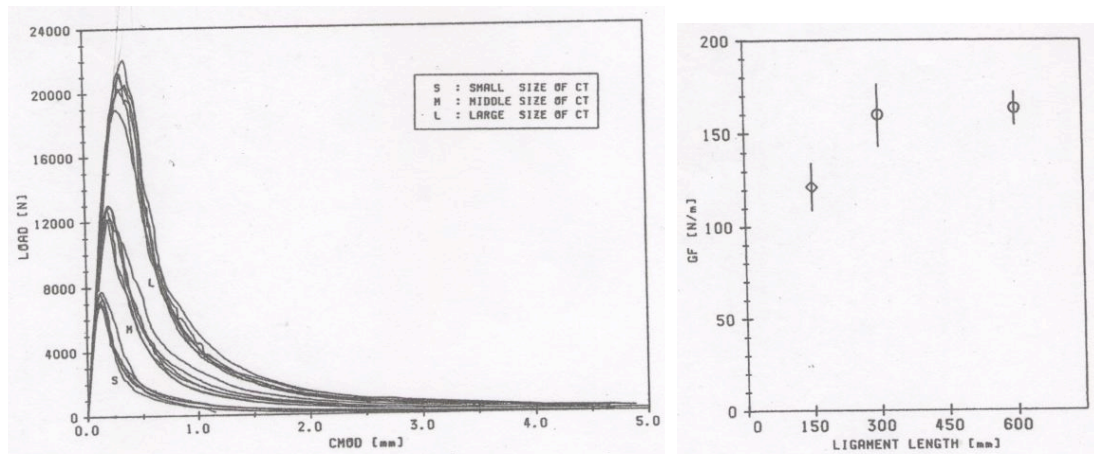 24000
20000
16000
12000
8000
4000
0
LOAD [N]
S : SMALL SIZE OF CT
M : MIDDLE SIZE OF CT
L : LARGE SIZE OF CT
L
M
S
0.0 1.0 2.0 3.0 4.0 5.0
CMOD [mm]
200
150
100
50
0
GF [N/m]
0 150 300 450 600
LIGAMENT LENGTH [mm]